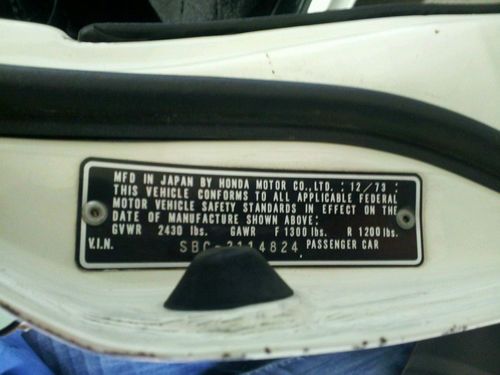 MFD IN JAPAN BY HONDA MOTOR CO.,LTD. : 12/73 :
THIS VEHICLE CONFORMS TO ALL APPLICABLE FEDERAL
MOTOR VEHICLE SAFETY STANDARDS IN EFFECT ON THE
DATE OF MANUFACTURE SHOWN ABOVE:
GVWR 2430 lbs. GAWR F 1300 lbs. R 1200 lbs.
V.I.N. PASSENGER CAR